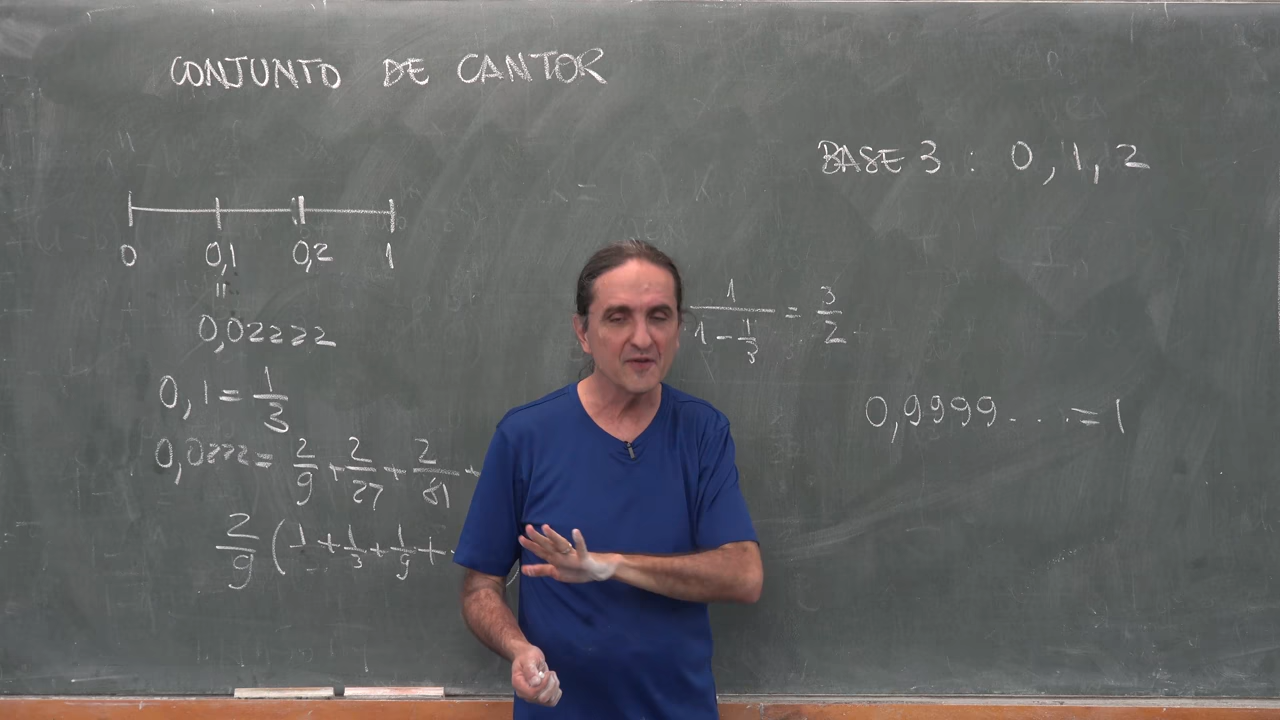 CONJUNTO DE CANTOR
BASE 3 : 0, 1, 2
0 0,1 0,2 1
=
0,02222
0,1 = 1/3
0,0222 = 2/9 + 2/27 + 2/81 +
2/9 (1 + 1/3 + 1/9 + ·
1/(1 - 1/3) = 3/2
0,9999.... = 1